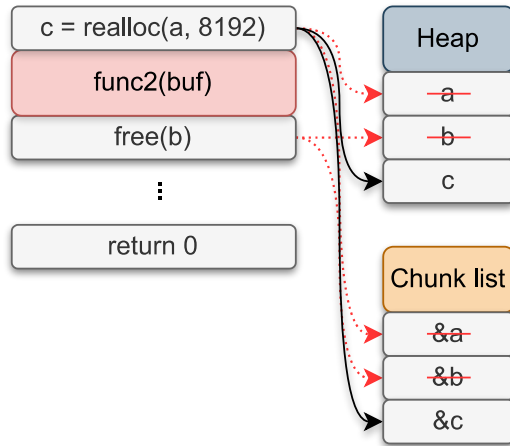 c = realloc(a, 8192)
func2(buf)
free(b)
⋮
return 0
Heap
a
b
c
Chunk list
&a
&b
&c